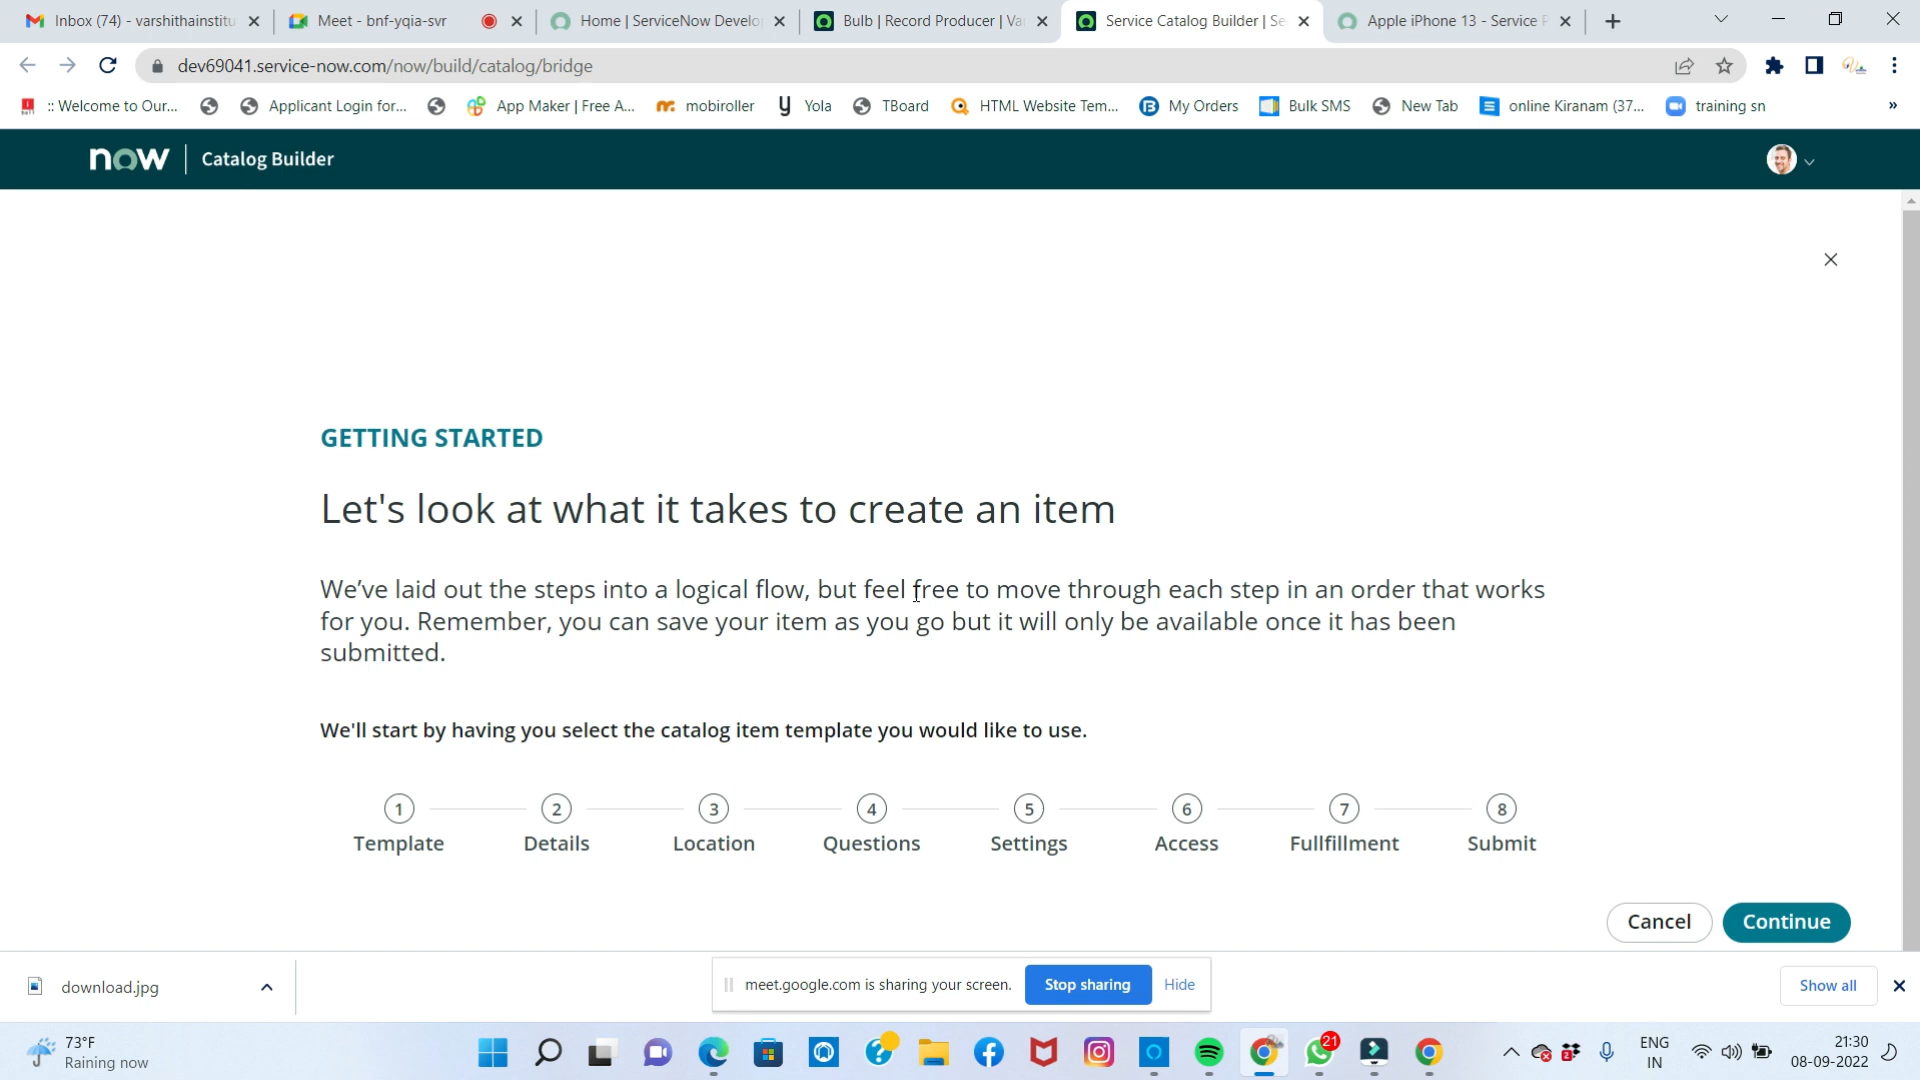 Inbox (74) - varshithainstitu
Meet - bnf-yqia-svr
Home | ServiceNow Develo
Bulb | Record Producer | Va
Service Catalog Builder | Se
Apple iPhone 13 - Service P
dev69041.service-now.com/now/build/catalog/bridge
:: Welcome to Our...
Applicant Login for...
App Maker | Free A...
mobiroller
Yola
TBoard
HTML Website Tem...
My Orders
Bulk SMS
New Tab
online Kiranam (37...
training sn
»
now | Catalog Builder
GETTING STARTED
Let's look at what it takes to create an item
We've laid out the steps into a logical flow, but feel free to move through each step in an order that works
for you. Remember, you can save your item as you go but it will only be available once it has been
submitted.
We'll start by having you select the catalog item template you would like to use.
1 2 3 4 5 6 7 8
Template Details Location Questions Settings Access Fullfillment Submit
Cancel Continue
download.jpg
meet.google.com is sharing your screen. Stop sharing Hide
Show all
73°F
Raining now
21
ENG
IN
21:30
08-09-2022